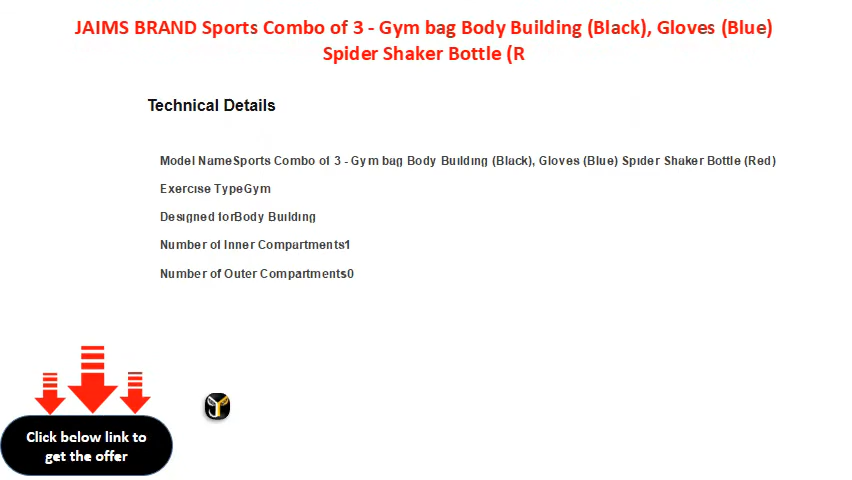 JAIMS BRAND Sports Combo of 3 - Gym bag Body Building (Black), Gloves (Blue)
Spider Shaker Bottle (R
Technical Details
Model NameSports Combo of 3 - Gym bag Body Building (Black), Gloves (Blue) Spider Shaker Bottle (Red)
Exercise TypeGym
Designed forBody Building
Number of Inner Compartments1
Number of Outer Compartments0
Click below link to
get the offer